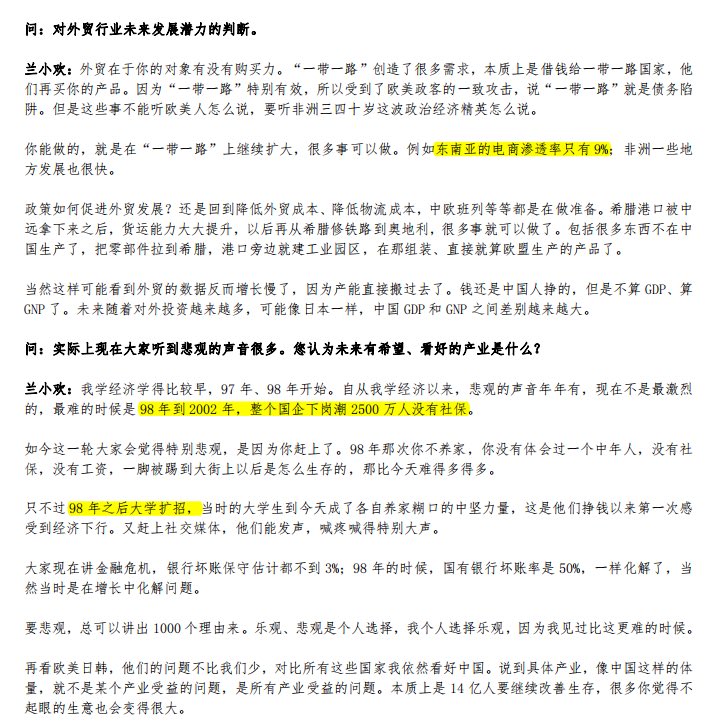 问：对外贸行业未来发展潜力的判断。
兰小欢：外贸在于你的对象有没有购买力。“一带一路”创造了很多需求，本质上是借钱给一带一路国家，他
们再买你的产品。因为“一带一路”特别有效，所以受到了欧美政客的一致攻击，说“一带一路”就是债务陷
阱。但是这些事不能听欧美人怎么说，要听非洲三四十岁这波政治经济精英怎么说。
你能做的，就是在“一带一路”上继续扩大，很多事可以做。例如东南亚的电商渗透率只有 9%；非洲一些地
方发展也很快。
政策如何促进外贸发展？还是回到降低外贸成本、降低物流成本，中欧班列等等都是在做准备。希腊港口被中
远拿下来之后，货运能力大大提升，以后再从希腊修铁路到奥地利，很多事就可以做了。包括很多东西不在中
国生产了，把零部件拉到希腊，港口旁边就建工业园区，在那组装、直接就算欧盟生产的产品了。
当然这样可能看到外贸的数据反而增长慢了，因为产能直接搬过去了。钱还是中国人挣的，但是不算 GDP、算
GNP 了。未来随着对外投资越来越多，可能像日本一样，中国 GDP 和 GNP 之间差别越来越大。
问：实际上现在大家听到悲观的声音很多。您认为未来有希望、看好的产业是什么？
兰小欢：我学经济学得比较早，97 年、98 年开始。自从我学经济以来，悲观的声音年年有，现在不是最激烈
的，最难的时候是 98 年到 2002 年，整个国企下岗潮 2500 万人没有社保。
如今这一轮大家会觉得特别悲观，是因为你赶上了。98 年那次你不养家，你没有体会过一个中年人，没有社
保，没有工资，一脚被踢到大街上以后是怎么生存的，那比今天难得多得多。
只不过 98 年之后大学扩招，当时的大学生到今天成了各自养家糊口的中坚力量，这是他们挣钱以来第一次感
受到经济下行。又赶上社交媒体，他们能发声，喊疼喊得特别大声。
大家现在讲金融危机，银行坏账保守估计都不到 3%；98 年的时候，国有银行坏账率是 50%，一样化解了，当
然当时是在增长中化解问题。
要悲观，总可以讲出 1000 个理由来。乐观、悲观是个人选择，我个人选择乐观，因为我见过比这更难的时候。
再看欧美日韩，他们的问题不比我们少，对比所有这些国家我依然看好中国。说到具体产业，像中国这样的体
量，就不是某个产业受益的问题，是所有产业受益的问题。本质上是 14 亿人要继续改善生存，很多你觉得不
起眼的生意也会变得很大。